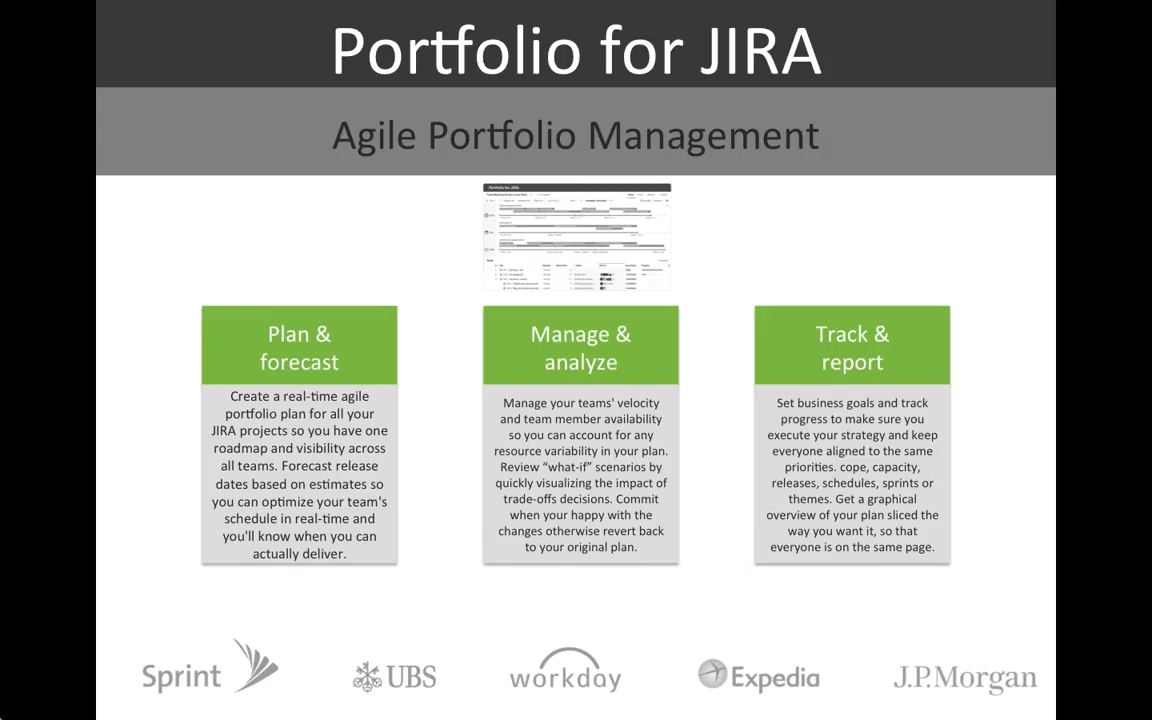 Portfolio for JIRA
Agile Portfolio Management
Portfolio for JIRA
Plan &
forecast
Create a real-time agile
portfolio plan for all your
JIRA projects so you have one
roadmap and visibility across
all teams. Forecast release
dates based on estimates so
you can optimize your team's
schedule in real-time and
you'll know when you can
actually deliver.
Manage &
analyze
Manage your teams' velocity
and team member availability
so you can account for any
resource variability in your plan.
Review “what-if” scenarios by
quickly visualizing the impact of
trade-offs decisions. Commit
when your happy with the
changes otherwise revert back
to your original plan.
Track &
report
Set business goals and track
progress to make sure you
execute your strategy and keep
everyone aligned to the same
priorities. cope, capacity,
releases, schedules, sprints or
themes. Get a graphical
overview of your plan sliced the
way you want it, so that
everyone is on the same page.
Sprint
UBS
workday
Expedia
J.P.Morgan